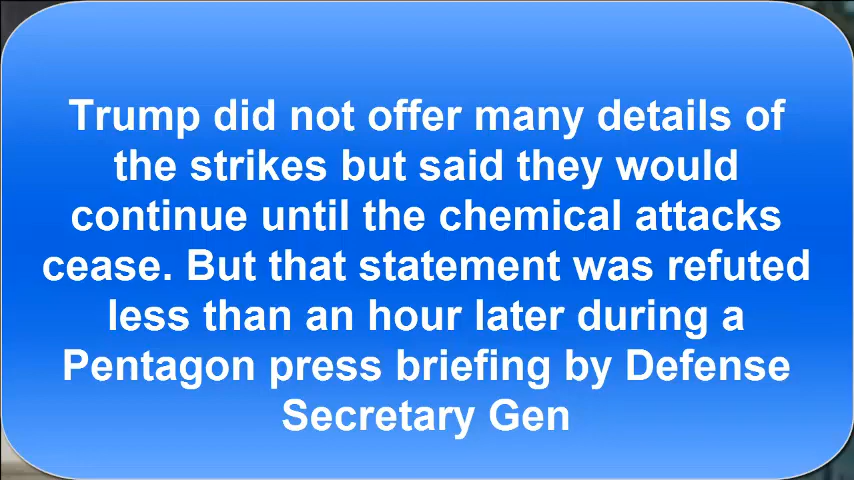 Trump did not offer many details of
the strikes but said they would
continue until the chemical attacks
cease. But that statement was refuted
less than an hour later during a
Pentagon press briefing by Defense
Secretary Gen